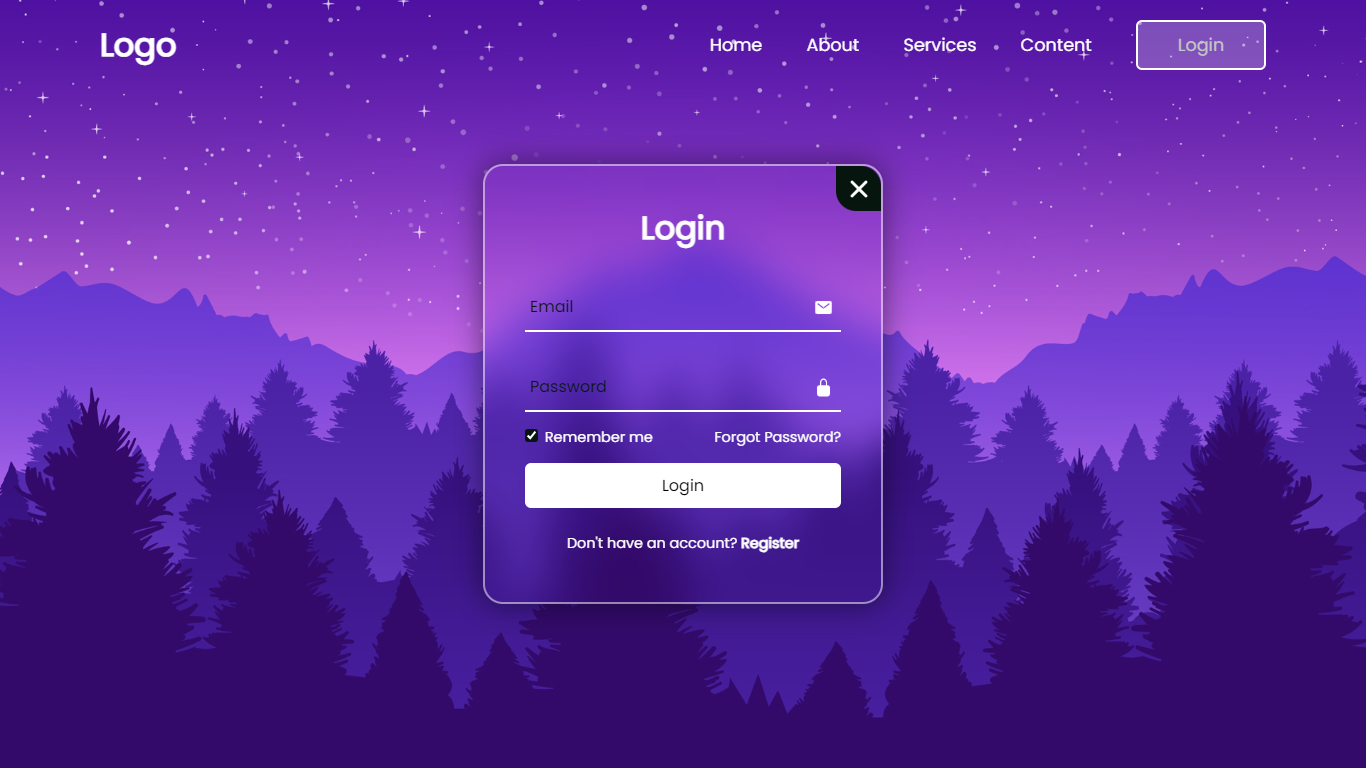 Logo
Home About Services Content Login
Login
Email
Password
Remember me Forgot Password?
Login
Don't have an account? Register